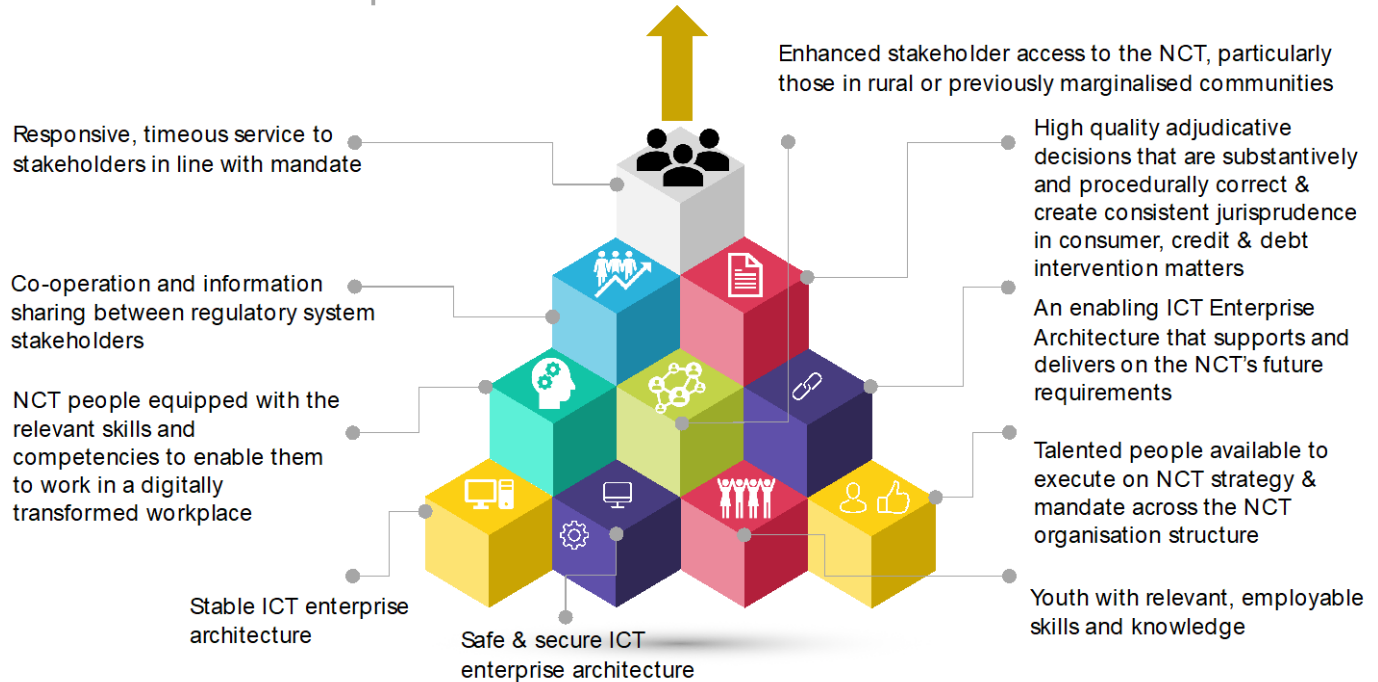 Enhanced stakeholder access to the NCT, particularly
those in rural or previously marginalised communities
Responsive, timeous service to
stakeholders in line with mandate
High quality adjudicative
decisions that are substantively
and procedurally correct &
create consistent jurisprudence
in consumer, credit & debt
intervention matters
Co-operation and information
sharing between regulatory system
stakeholders
An enabling ICT Enterprise
Architecture that supports and
delivers on the NCT’s future
requirements
NCT people equipped with the
relevant skills and
competencies to enable them
to work in a digitally
transformed workplace
Talented people available to
execute on NCT strategy &
mandate across the NCT
organisation structure
Stable ICT enterprise
architecture
Safe & secure ICT
enterprise architecture
Youth with relevant, employable
skills and knowledge